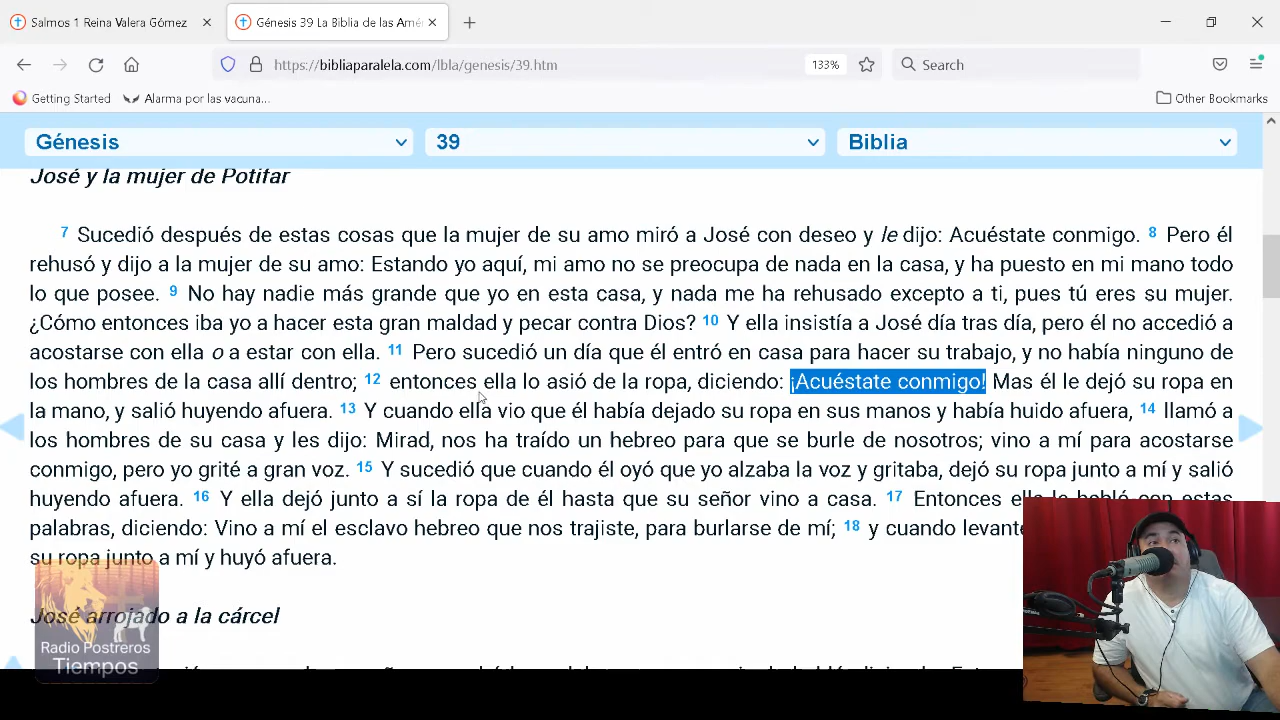 Salmos 1 Reina Valera Gómez
Génesis 39 La Biblia de las Amé
https://bibliaparalela.com/lbla/genesis/39.htm
133%
Search
Getting Started
Alarma por las vacuna...
Other Bookmarks
Génesis
39
Biblia
José y la mujer de Potifar
7 Sucedió después de estas cosas que la mujer de su amo miró a José con deseo y le dijo: Acuéstate conmigo. 8 Pero él
rehusó y dijo a la mujer de su amo: Estando yo aquí, mi amo no se preocupa de nada en la casa, y ha puesto en mi mano todo
lo que posee. 9 No hay nadie más grande que yo en esta casa, y nada me ha rehusado excepto a ti, pues tú eres su mujer.
¿Cómo entonces iba yo a hacer esta gran maldad y pecar contra Dios? 10 Y ella insistía a José día tras día, pero él no accedió a
acostarse con ella o a estar con ella. 11 Pero sucedió un día que él entró en casa para hacer su trabajo, y no había ninguno de
los hombres de la casa allí dentro; 12 entonces ella lo asió de la ropa, diciendo: ¡Acuéstate conmigo! Mas él le dejó su ropa en
la mano, y salió huyendo afuera. 13 Y cuando ella vio que él había dejado su ropa en sus manos y había huido afuera, 14 llamó a
los hombres de su casa y les dijo: Mirad, nos ha traído un hebreo para que se burle de nosotros; vino a mí para acostarse
conmigo, pero yo grité a gran voz. 15 Y sucedió que cuando él oyó que yo alzaba la voz y gritaba, dejó su ropa junto a mí y salió
huyendo afuera. 16 Y ella dejó junto a sí la ropa de él hasta que su señor vino a casa. 17 Entonces ella le habló con estas
palabras, diciendo: Vino a mí el esclavo hebreo que nos trajiste, para burlarse de mí; 18 y cuando levanté
su ropa junto a mí y huyó afuera.
José arrojado a la cárcel
Radio Postreros
Tiempos